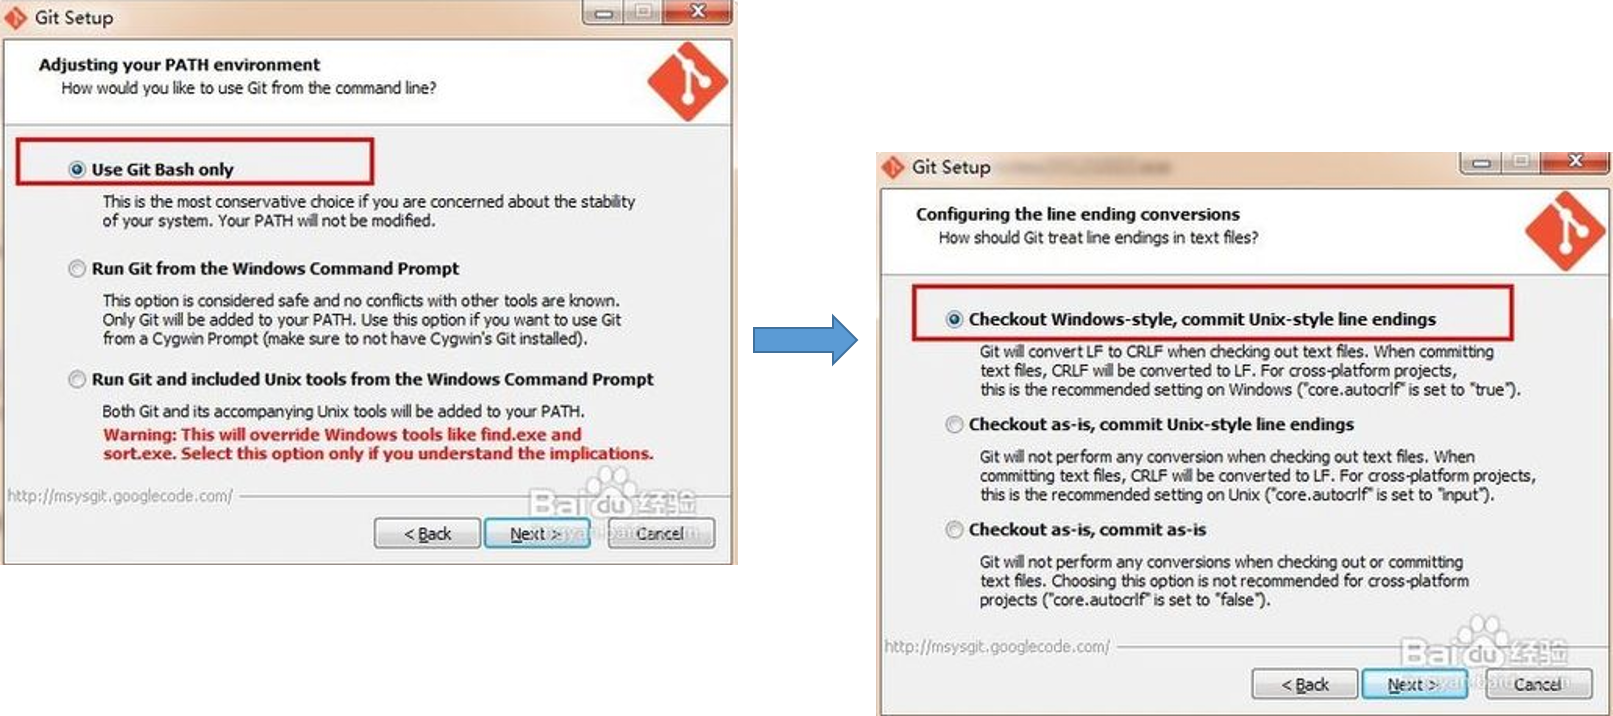 Git Setup
Adjusting your PATH environment
How would you like to use Git from the command line?
Use Git Bash only
This is the most conservative choice if you are concerned about the stability
of your system. Your PATH will not be modified.
Run Git from the Windows Command Prompt
This option is considered safe and no conflicts with other tools are known.
Only Git will be added to your PATH. Use this option if you want to use Git
from a Cygwin Prompt (make sure to not have Cygwin's Git installed).
Run Git and included Unix tools from the Windows Command Prompt
Both Git and its accompanying Unix tools will be added to your PATH.
Warning: This will override Windows tools like find.exe and
sort.exe. Select this option only if you understand the implications.
http://msysgit.googlecode.com/
Baidu经验
< Back Next > Cancel
Git Setup
Configuring the line ending conversions
How should Git treat line endings in text files?
Checkout Windows-style, commit Unix-style line endings
Git will convert LF to CRLF when checking out text files. When committing
text files, CRLF will be converted to LF. For cross-platform projects,
this is the recommended setting on Windows ("core.autocrlf" is set to "true").
Checkout as-is, commit Unix-style line endings
Git will not perform any conversion when checking out text files. When
committing text files, CRLF will be converted to LF. For cross-platform projects,
this is the recommended setting on Unix ("core.autocrlf" is set to "input").
Checkout as-is, commit as-is
Git will not perform any conversions when checking out or committing
text files. Choosing this option is not recommended for cross-platform
projects ("core.autocrlf" is set to "false").
http://msysgit.googlecode.com/
Baidu经验
< Back Next > Cancel